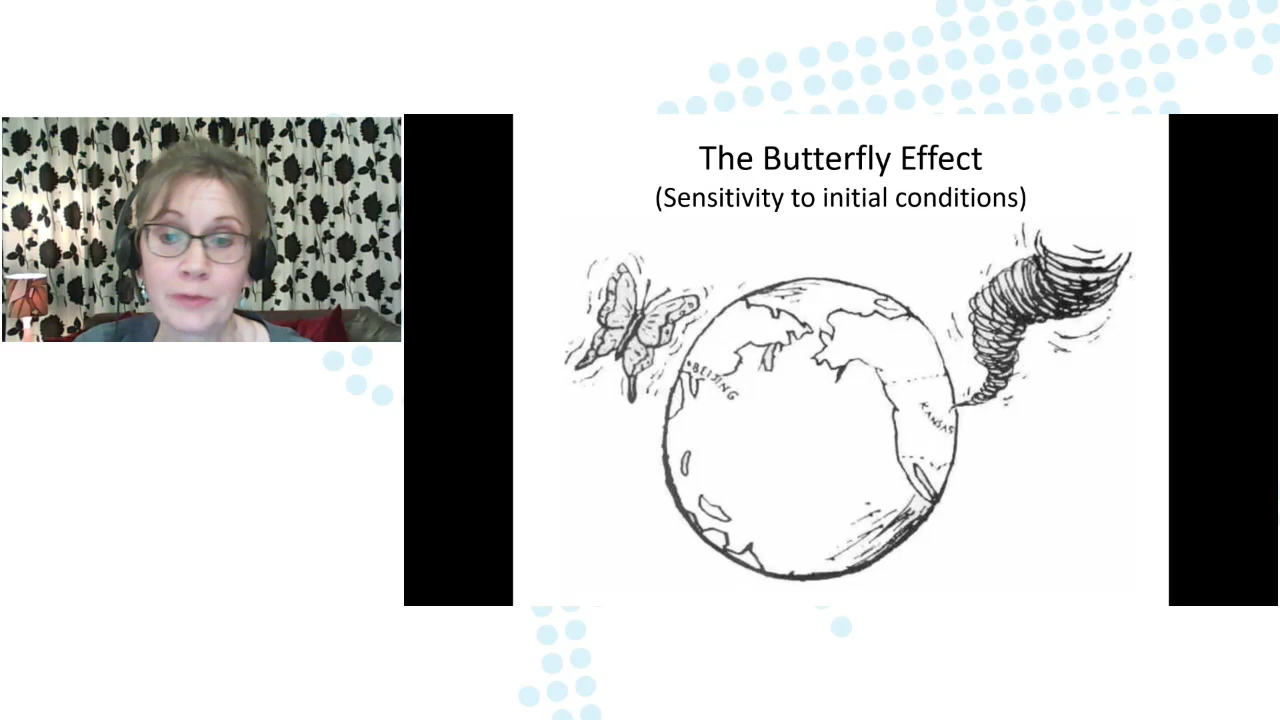 The Butterfly Effect
(Sensitivity to initial conditions)
BEIJING
KANSAS